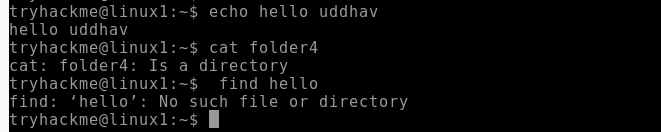 tryhackme@linux1:~$ echo hello uddhav
hello uddhav
tryhackme@linux1:~$ cat folder4
cat: folder4: Is a directory
tryhackme@linux1:~$  find hello
find: ‘hello’: No such file or directory
tryhackme@linux1:~$